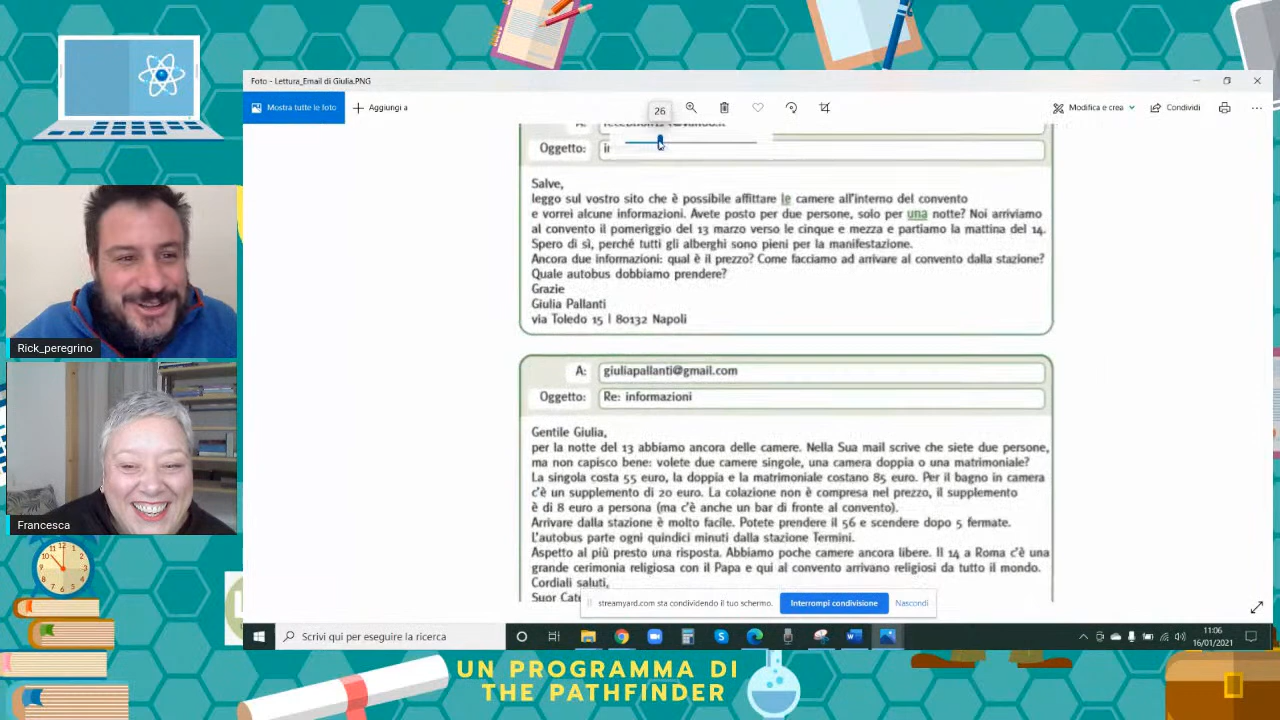 Foto - Lettura_Email di Giulia.PNG
Mostra tutte le foto
Aggiungi a
26
Modifica e crea
Condividi
A:
Oggetto:
Salve,
leggo sul vostro sito che è possibile affittare le camere all'interno del convento
e vorrei alcune informazioni. Avete posto per due persone, solo per una notte? Noi arriviamo
al convento il pomeriggio del 13 marzo verso le cinque e mezza e partiamo la mattina del 14.
Spero di sì, perché tutti gli alberghi sono pieni per la manifestazione.
Ancora due informazioni: qual è il prezzo? Come facciamo ad arrivare al convento dalla stazione?
Quale autobus dobbiamo prendere?
Grazie
Giulia Pallanti
via Toledo 15 | 80132 Napoli
A: giuliapallanti@gmail.com
Oggetto: Re: informazioni
Gentile Giulia,
per la notte del 13 abbiamo ancora delle camere. Nella Sua mail scrive che siete due persone,
ma non capisco bene: volete due camere singole, una camera doppia o una matrimoniale?
La singola costa 55 euro, la doppia e la matrimoniale costano 85 euro. Per il bagno in camera
c'è un supplemento di 20 euro. La colazione non è compresa nel prezzo, il supplemento
è di 8 euro a persona (ma c'è anche un bar di fronte al convento).
Arrivare dalla stazione è molto facile. Potete prendere il 56 e scendere dopo 5 fermate.
L'autobus parte ogni quindici minuti dalla stazione Termini.
Aspetto al più presto una risposta. Abbiamo poche camere ancora libere. Il 14 a Roma c'è una
grande cerimonia religiosa con il Papa e qui al convento arrivano religiosi da tutto il mondo.
Cordiali saluti,
Suor
streamyard.com sta condividendo il tuo schermo.
Interrompi condivisione
Nascondi
Scrivi qui per eseguire la ricerca
11:06
16/01/2021
Rick_peregrino
Francesca
UN PROGRAMMA DI
THE PATHFINDER